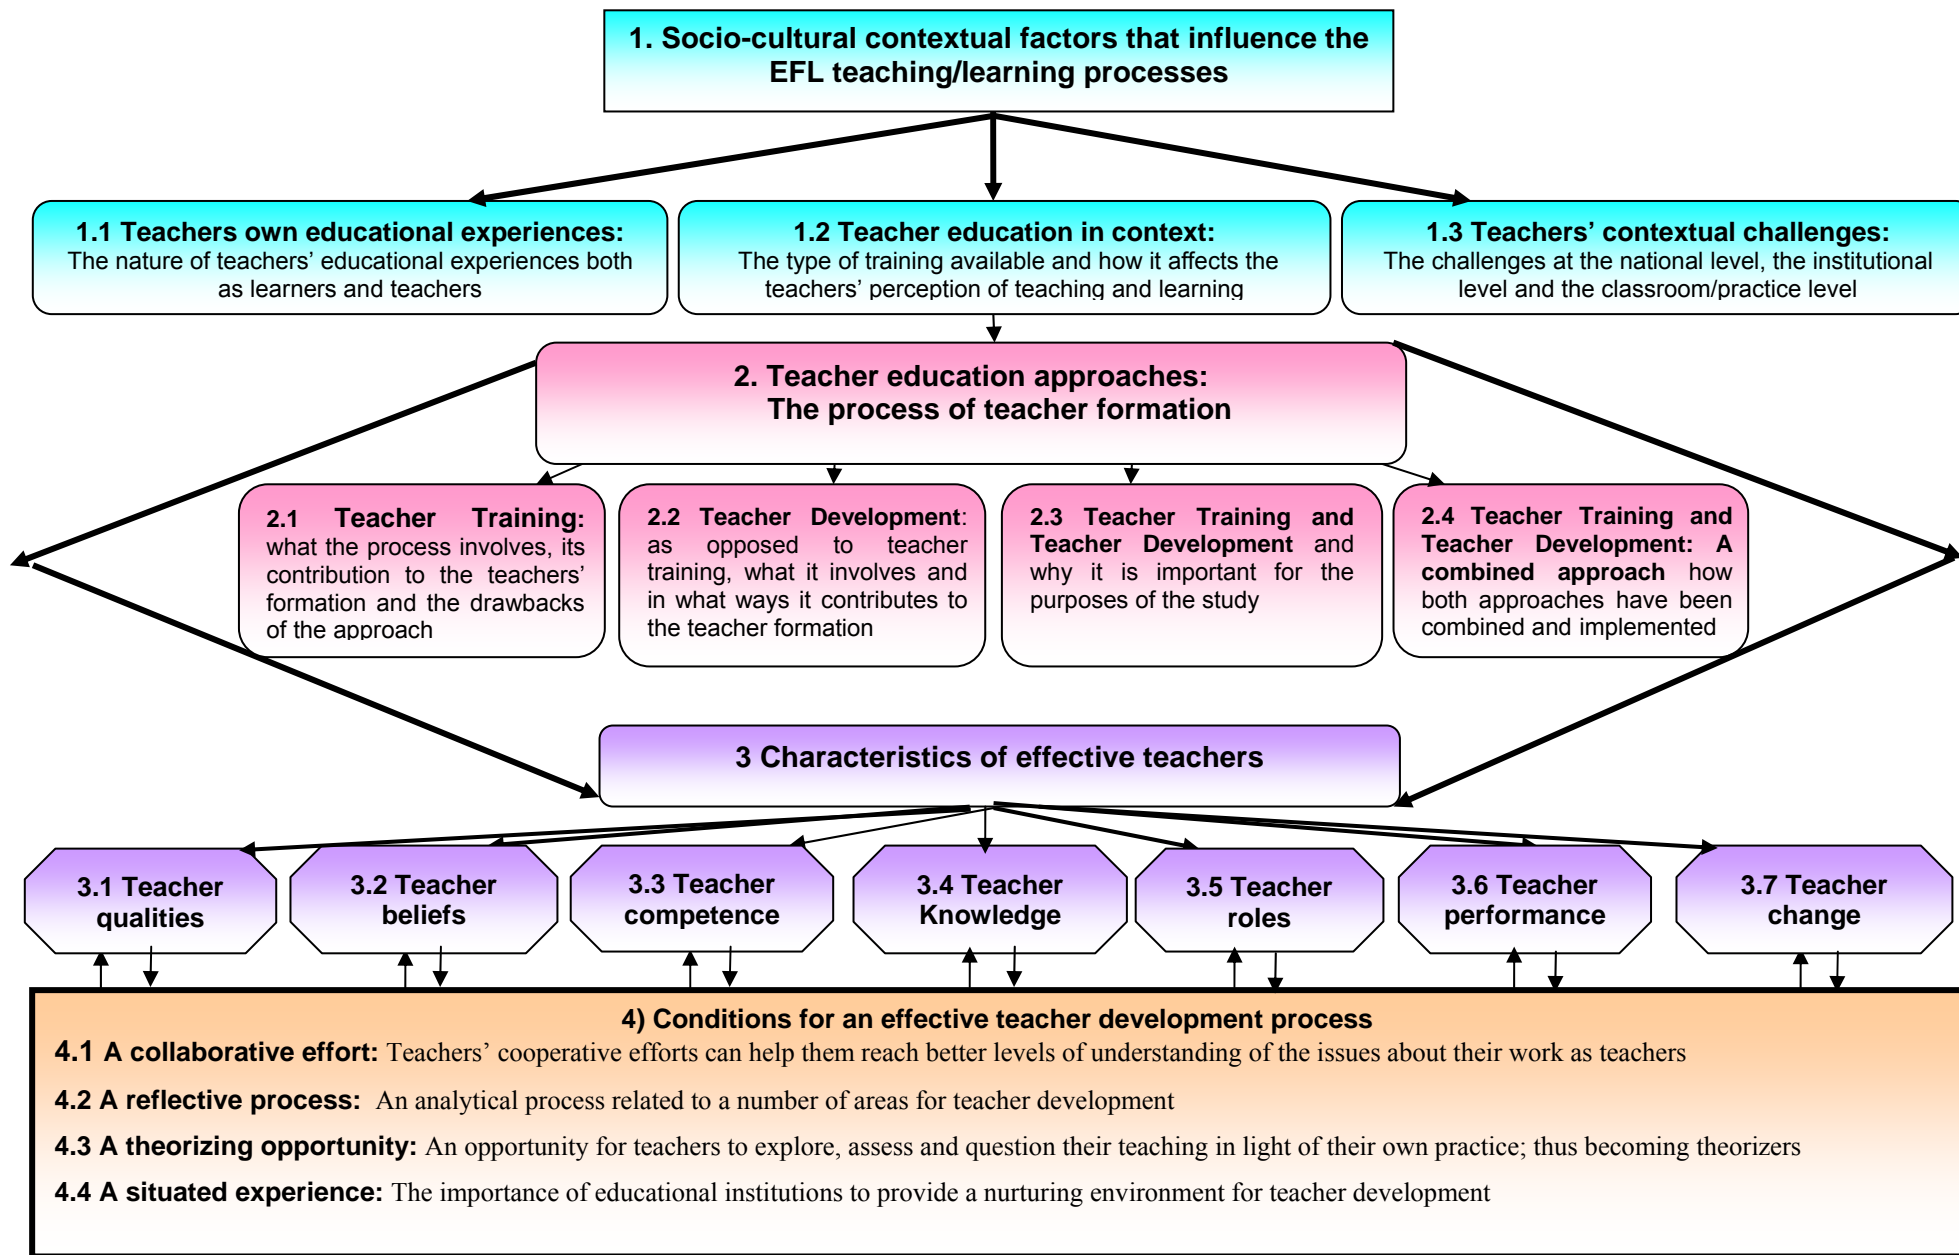 1. Socio-cultural contextual factors that influence the
EFL teaching/learning processes
1.1 Teachers own educational experiences:
The nature of teachers’ educational experiences both
as learners and teachers
1.2 Teacher education in context:
The type of training available and how it affects the
teachers’ perception of teaching and learning
1.3 Teachers’ contextual challenges:
The challenges at the national level, the institutional
level and the classroom/practice level
2. Teacher education approaches:
The process of teacher formation
2.1 Teacher Training:
what the process involves, its
contribution to the teachers’
formation and the drawbacks
of the approach
2.2 Teacher Development:
as opposed to teacher
training, what it involves and
in what ways it contributes to
the teacher formation
2.3 Teacher Training and
Teacher Development and
why it is important for the
purposes of the study
2.4 Teacher Training and
Teacher Development: A
combined approach how
both approaches have been
combined and implemented
3 Characteristics of effective teachers
3.1 Teacher
qualities
3.2 Teacher
beliefs
3.3 Teacher
competence
3.4 Teacher
Knowledge
3.5 Teacher
roles
3.6 Teacher
performance
3.7 Teacher
change
4) Conditions for an effective teacher development process
4.1 A collaborative effort: Teachers’ cooperative efforts can help them reach better levels of understanding of the issues about their work as teachers
4.2 A reflective process: An analytical process related to a number of areas for teacher development
4.3 A theorizing opportunity: An opportunity for teachers to explore, assess and question their teaching in light of their own practice; thus becoming theorizers
4.4 A situated experience: The importance of educational institutions to provide a nurturing environment for teacher development